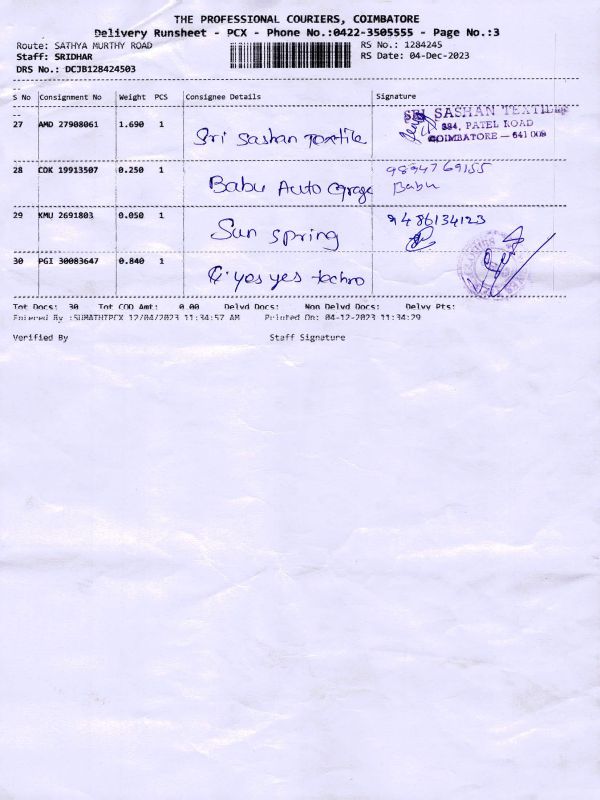 THE PROFESSIONAL COURIERS, COIMBATORE
Delivery Runsheet - PCX - Phone No.:0422-3505555 - Page No.:3
Route: SATHYA MURTHY ROAD RS No.: 1284245
Staff: SRIDHAR RS Date: 04-Dec-2023
DRS No.: DCJB128424503
S No Consignment No Weight PCS Consignee Details Signature
27 AMD 27908061 1.690 1 Sri Sashan Textile SRI SASHAN TEXTILES
384, PATEL ROAD
COIMBATORE - 641 009
28 COK 19913507 0.250 1 Babu Auto Garage 9894769155
Babu
29 KMU 2691803 0.050 1 Sun spring 9486134123
30 PGI 30083647 0.840 1 yes yes techno
Tot Docs: 30 Tot COD Amt: 0.00 Delvd Docs: Non Delvd Docs: Delvy Pts:
Entered By :SUMATHIPCX 12/04/2023 11:34:57 AM Printed On: 04-12-2023 11:34:29
Verified By Staff Signature